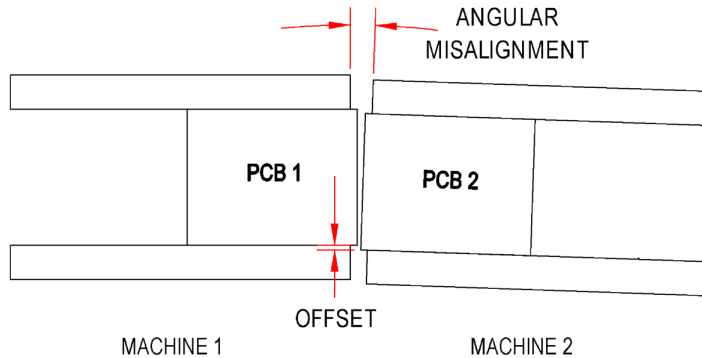 ANGULAR
MISALIGNMENT
PCB 1
PCB 2
OFFSET
MACHINE 1
MACHINE 2